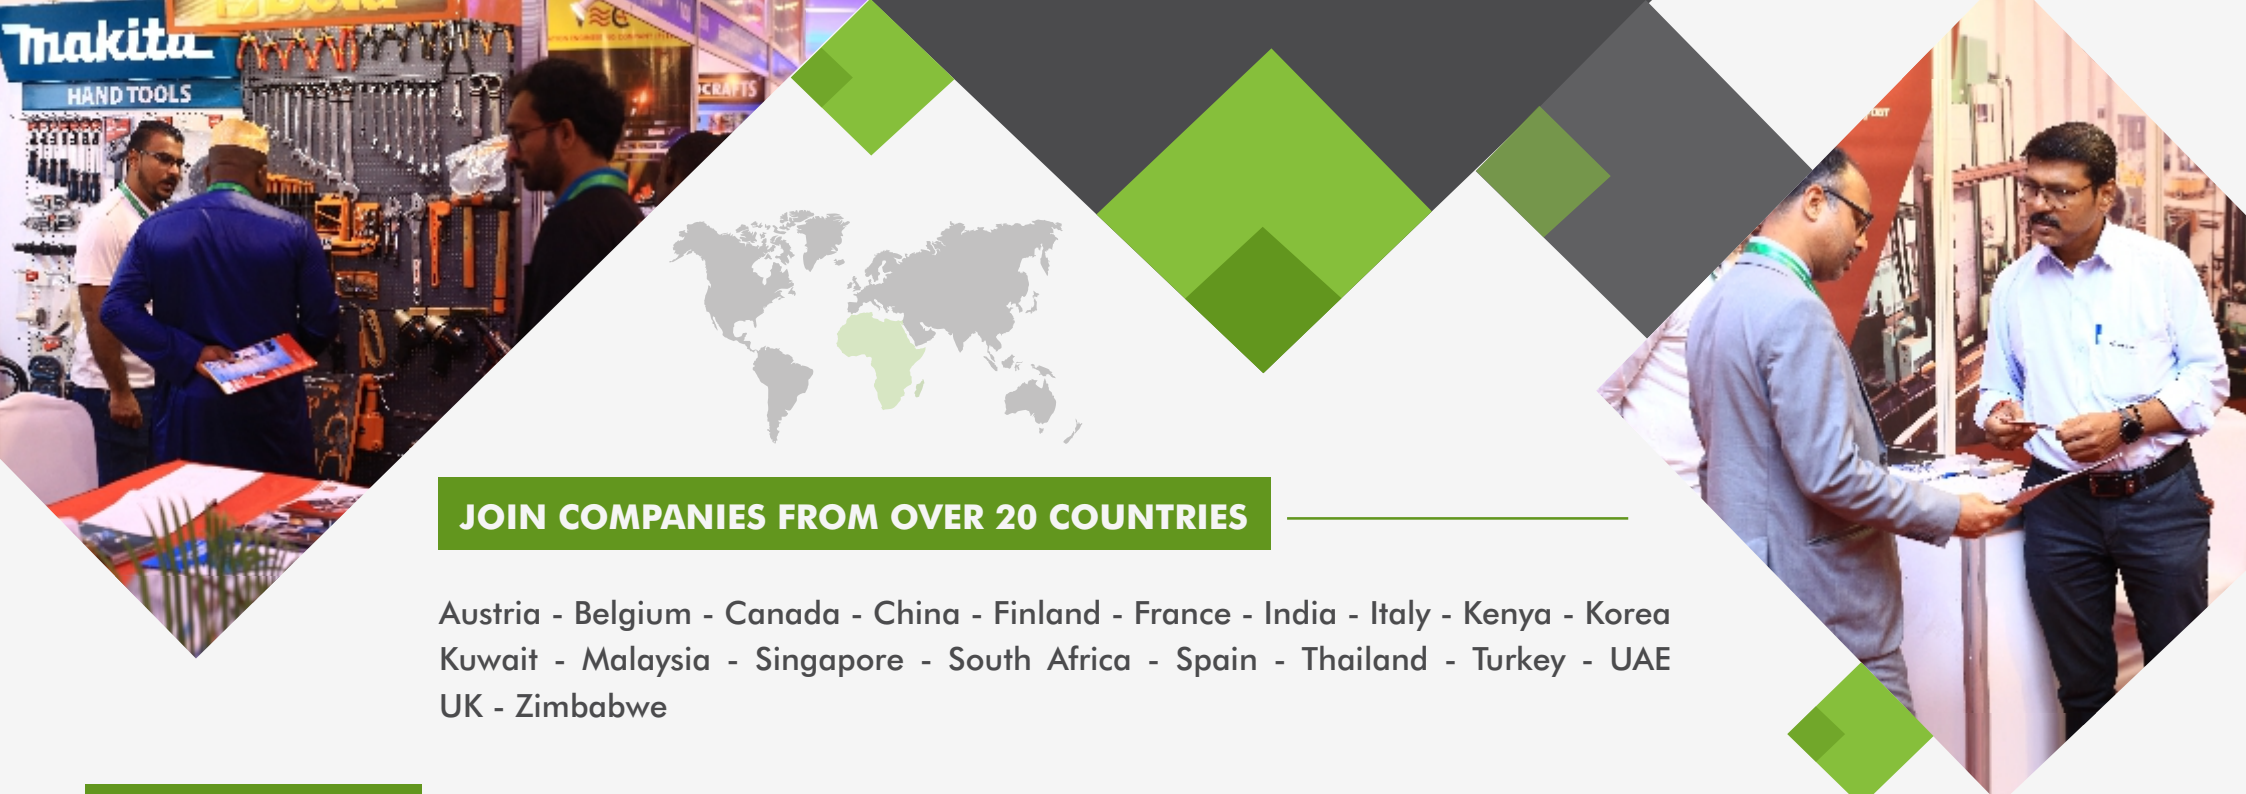 makita
HAND TOOLS
JOIN COMPANIES FROM OVER 20 COUNTRIES
Austria - Belgium - Canada - China - Finland - France - India - Italy - Kenya - Korea
Kuwait - Malaysia - Singapore - South Africa - Spain - Thailand - Turkey - UAE
UK - Zimbabwe